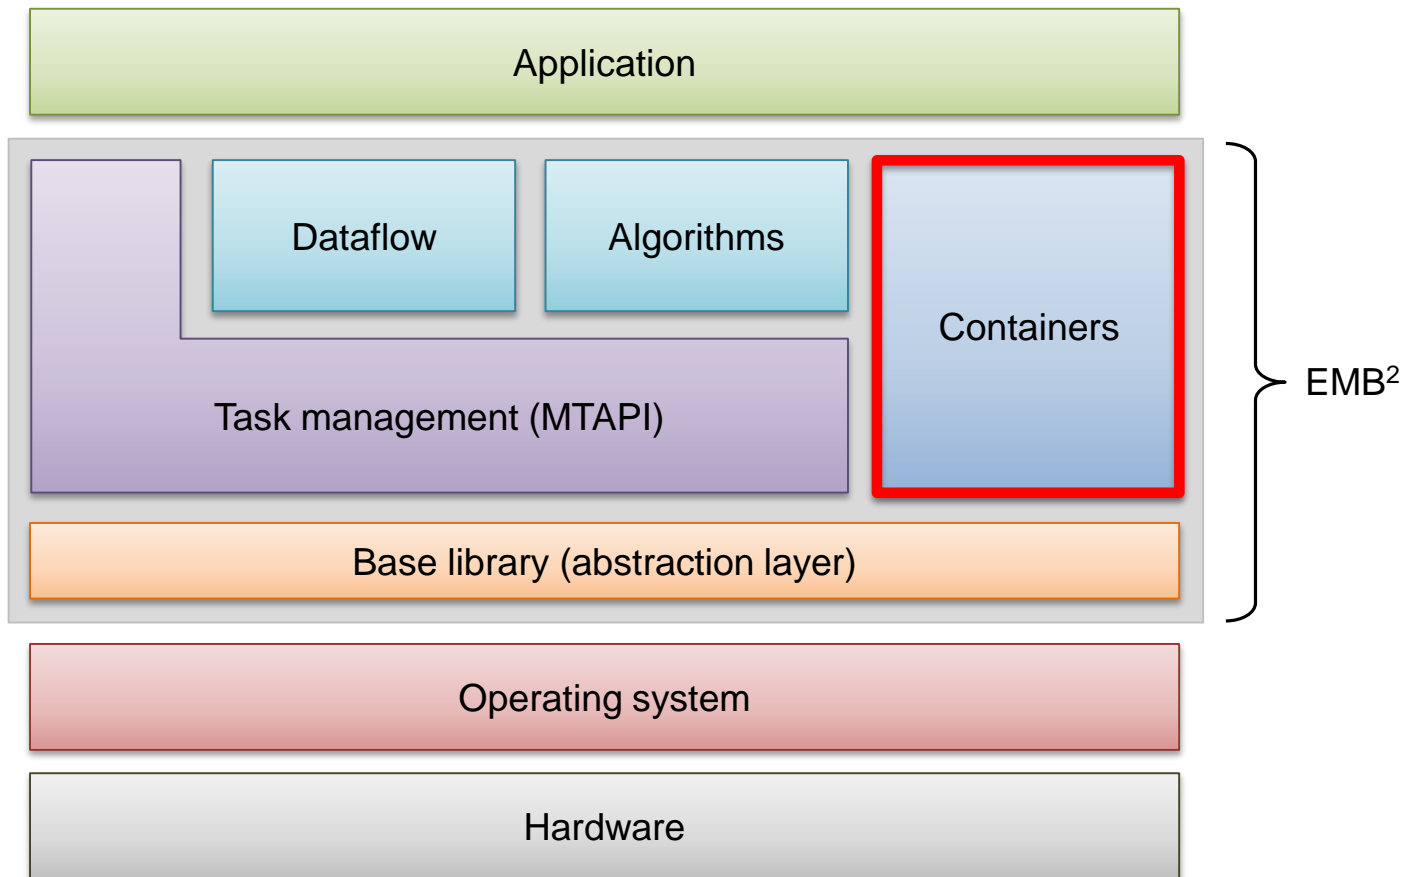 Application
Dataflow
Algorithms
Containers
EMB²
Task management (MTAPI)
Base library (abstraction layer)
Operating system
Hardware